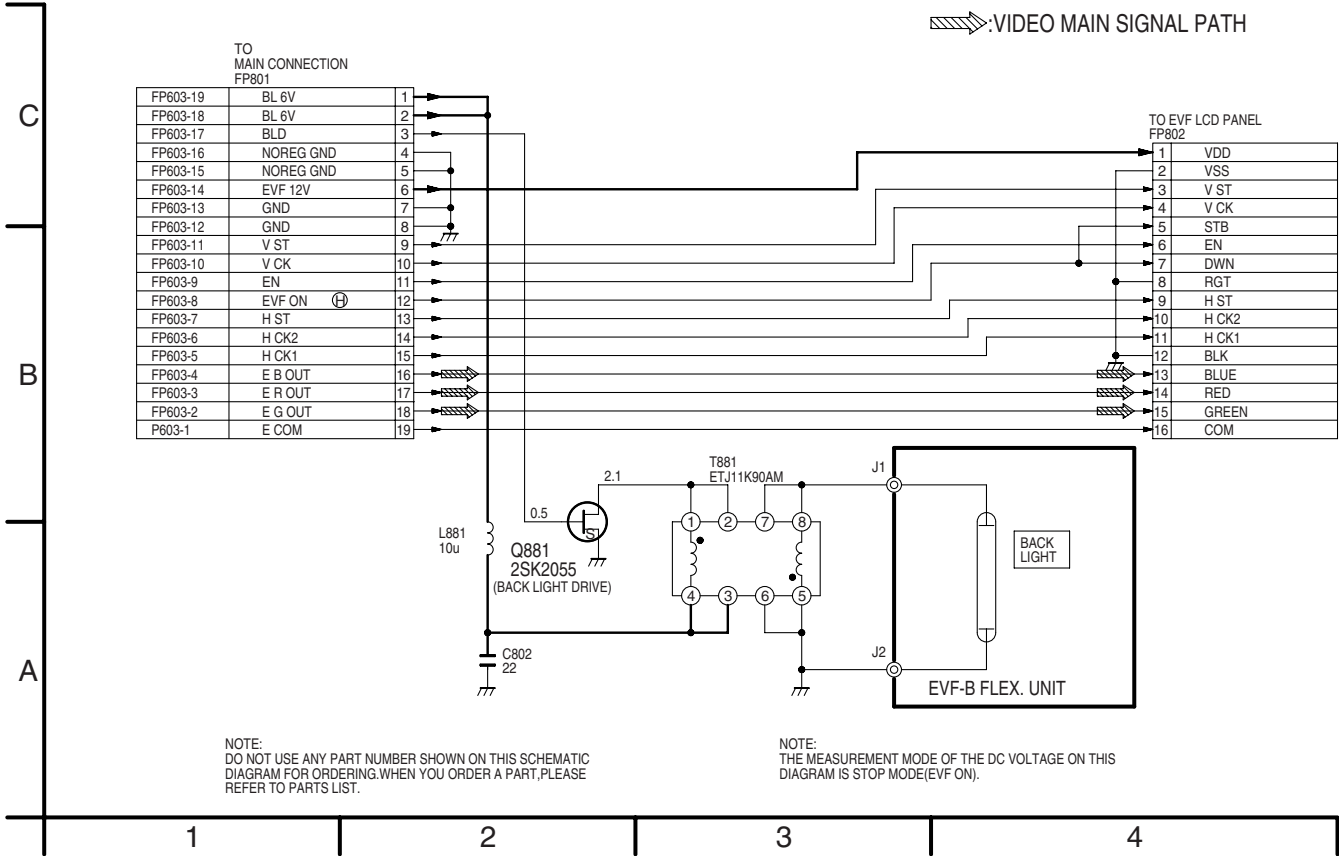 :VIDEO MAIN SIGNAL PATH
TO
MAIN CONNECTION
FP801
FP603-19 BL 6V 1
FP603-18 BL 6V 2
FP603-17 BLD 3
FP603-16 NOREG GND 4
FP603-15 NOREG GND 5
FP603-14 EVF 12V 6
FP603-13 GND 7
FP603-12 GND 8
FP603-11 V ST 9
FP603-10 V CK 10
FP603-9 EN 11
FP603-8 EVF ON Ⓗ 12
FP603-7 H ST 13
FP603-6 H CK2 14
FP603-5 H CK1 15
FP603-4 E B OUT 16
FP603-3 E R OUT 17
FP603-2 E G OUT 18
P603-1 E COM 19
TO EVF LCD PANEL
FP802
1 VDD
2 VSS
3 V ST
4 V CK
5 STB
6 EN
7 DWN
8 RGT
9 H ST
10 H CK2
11 H CK1
12 BLK
13 BLUE
14 RED
15 GREEN
16 COM
C
B
A
L881
10u
0.5
2.1
S
Q881
2SK2055
(BACK LIGHT DRIVE)
C802
22
T881
ETJ11K90AM
1 2 7 8
4 3 6 5
J1
J2
BACK
LIGHT
EVF-B FLEX. UNIT
NOTE:
DO NOT USE ANY PART NUMBER SHOWN ON THIS SCHEMATIC
DIAGRAM FOR ORDERING.WHEN YOU ORDER A PART,PLEASE
REFER TO PARTS LIST.
NOTE:
THE MEASUREMENT MODE OF THE DC VOLTAGE ON THIS
DIAGRAM IS STOP MODE(EVF ON).
1 2 3 4